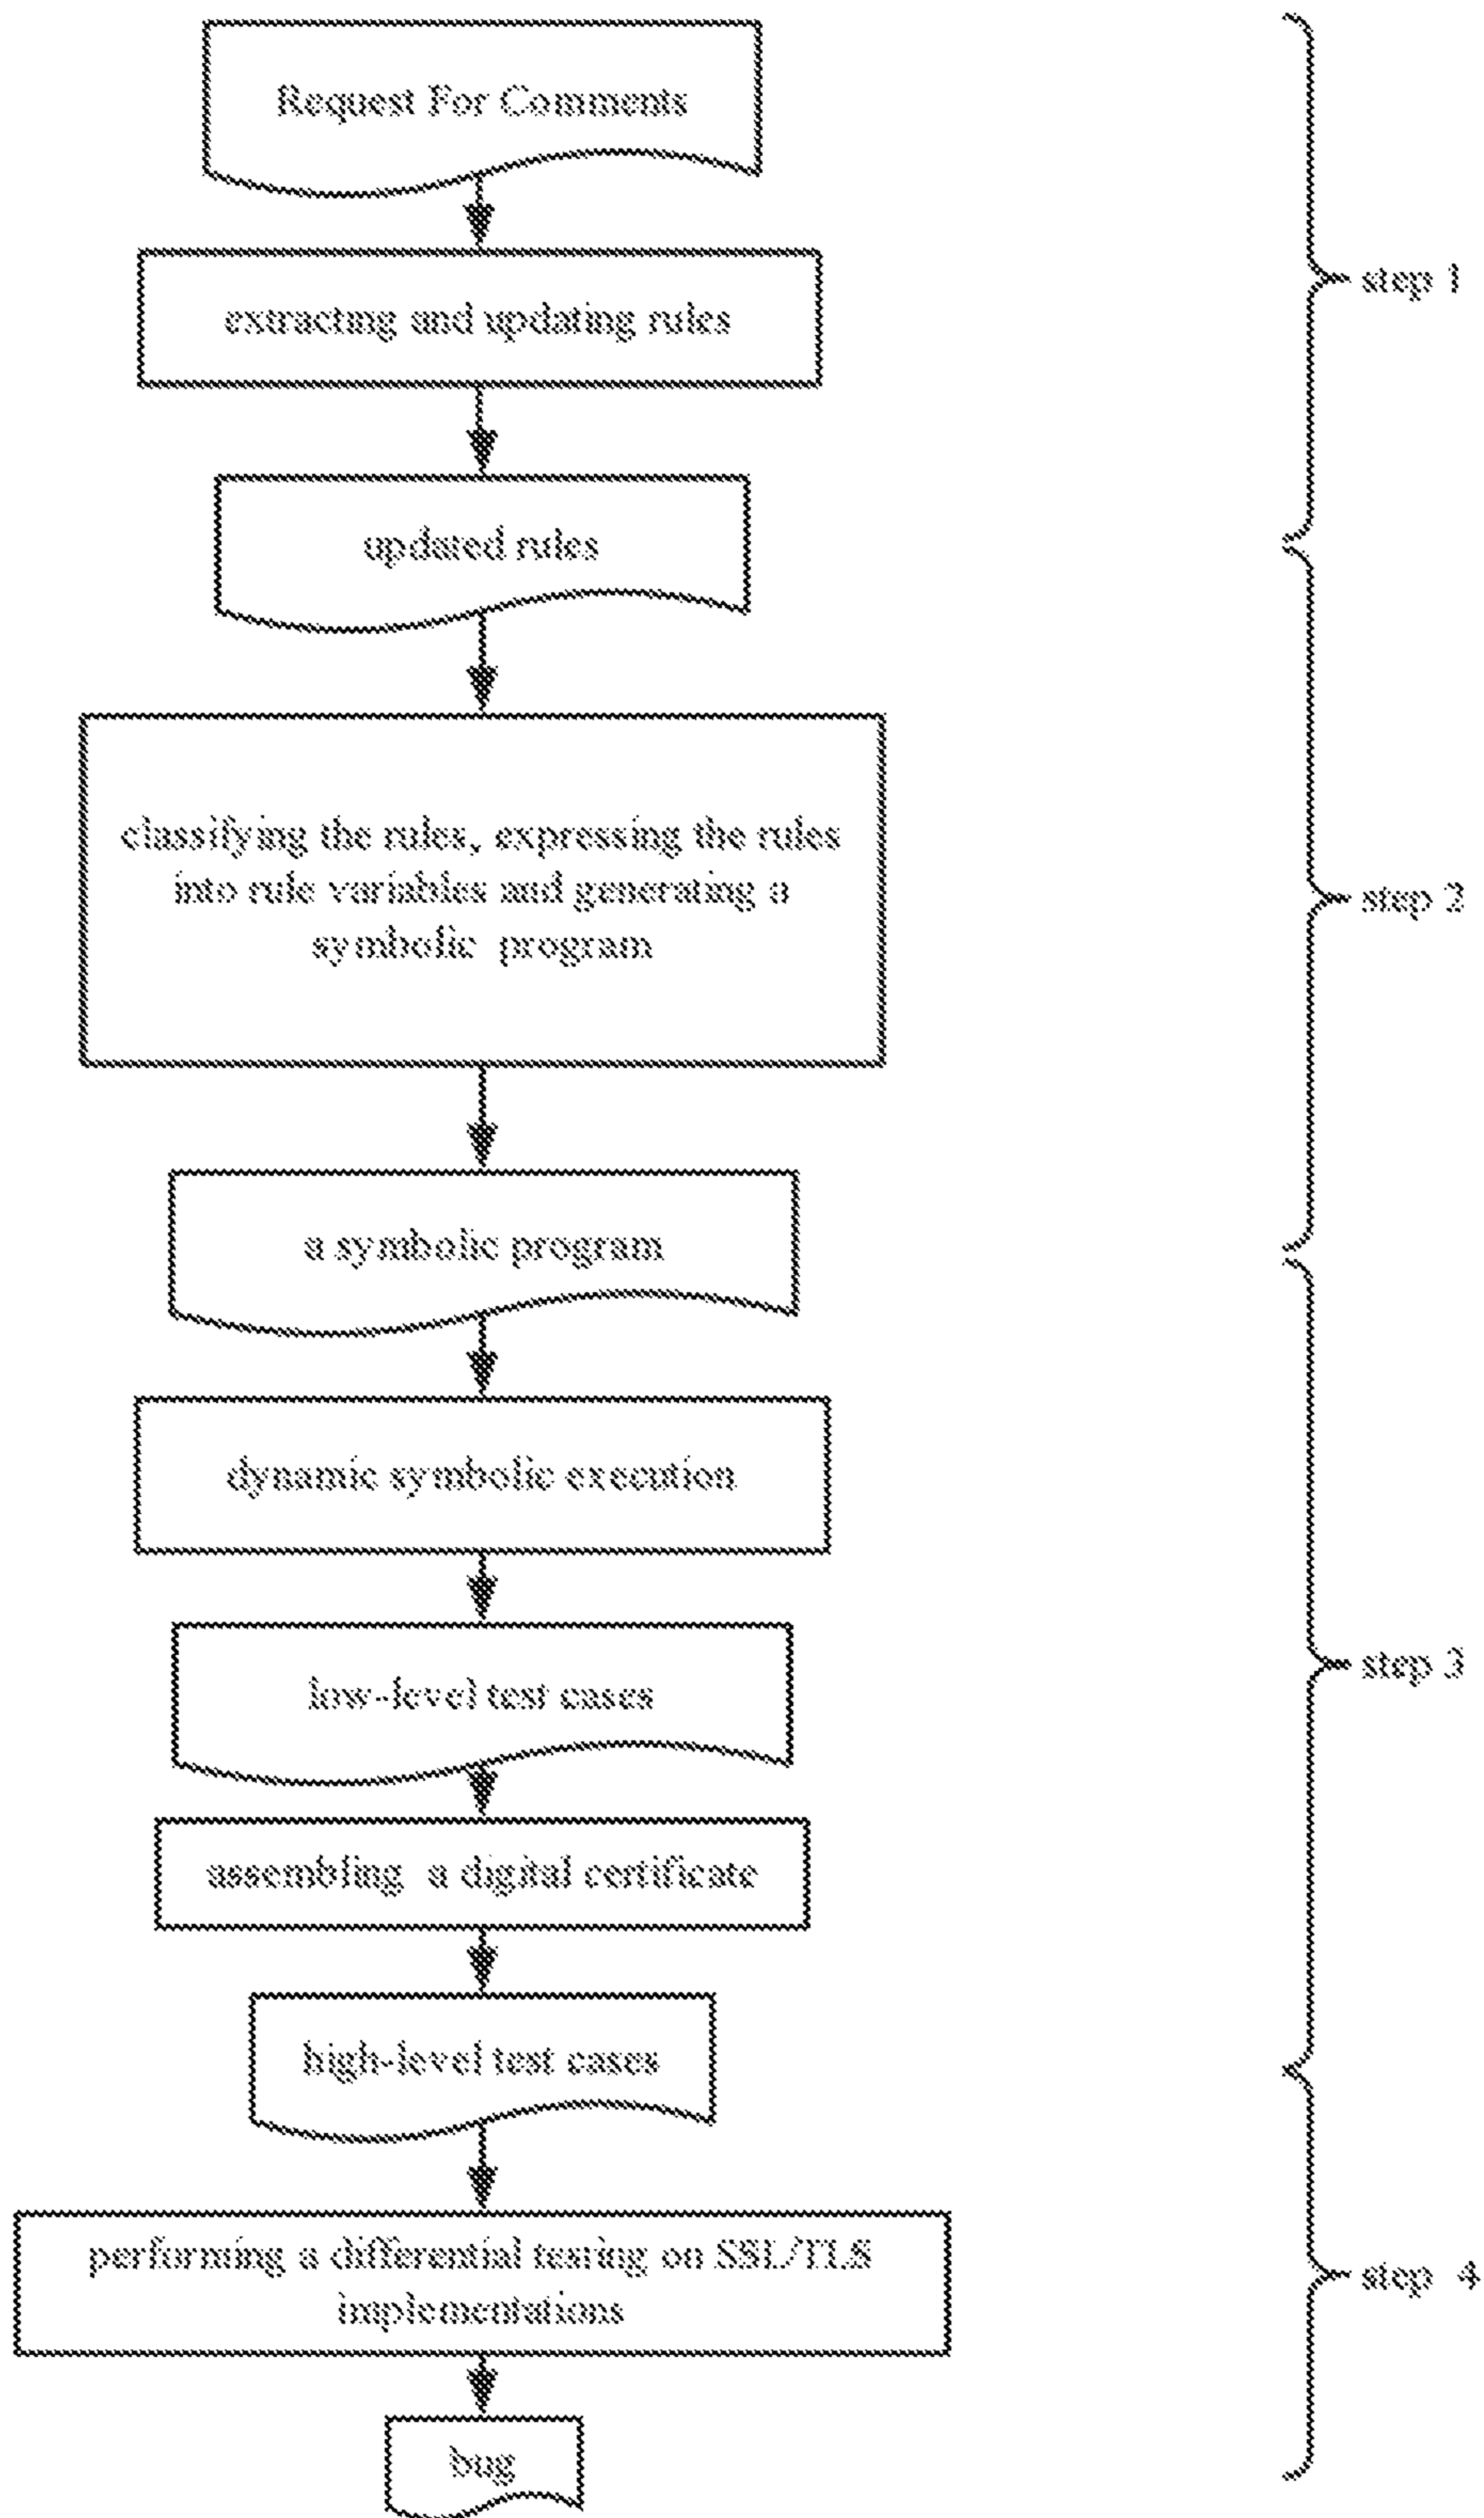 Request For Comments
step 1
extracting and updating rules
updated rules
classifying the rules, expressing the rules
into rule variables and generating a
symbolic program
step 2
a symbolic program
dynamic symbolic execution
step 3
low-level test cases
assembling a digital certificate
high-level test cases
performing a differential testing on SSL/TLS
implementations
step 4
bug